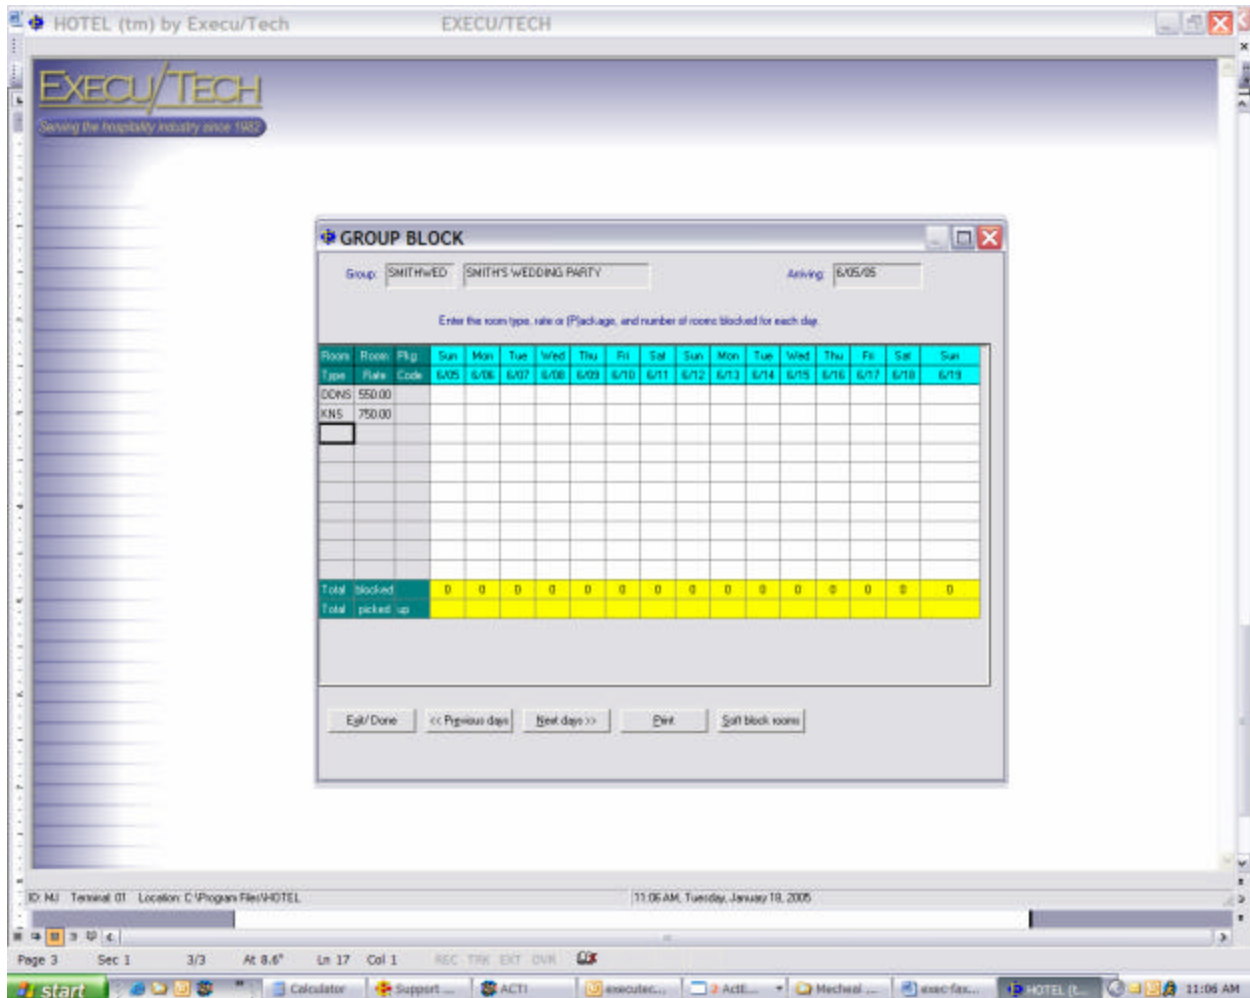 HOTEL (tm) by Execu/Tech EXECU/TECH
EXECU/TECH
Serving the hospitality industry since 1982
GROUP BLOCK
Group: SMITHWED SMITH'S WEDDING PARTY Arriving: 6/05/05
Enter the room type, rate or (P)ackage, and number of rooms blocked for each day.
Room Room Pkg Sun Mon Tue Wed Thu Fri Sat Sun Mon Tue Wed Thu Fri Sat Sun
Type Rate Code 6/05 6/06 6/07 6/08 6/09 6/10 6/11 6/12 6/13 6/14 6/15 6/16 6/17 6/18 6/19
DDNS 550.00
KNS 750.00
Total blocked 0 0 0 0 0 0 0 0 0 0 0 0 0 0 0
Total picked up
Exit/Done << Previous days Next days >> Print Soft block rooms
ID: MJ Terminal 01 Location: C:\Program Files\HOTEL 11:06 AM, Tuesday, January 18, 2005
Page 3 Sec 1 3/3 At 8.6" Ln 17 Col 1 REC TRK EXT OVR
start Calculator Support ... ACT! executec... 2 ActE... Mecheal ... exec-fax... HOTEL (t... 11:06 AM